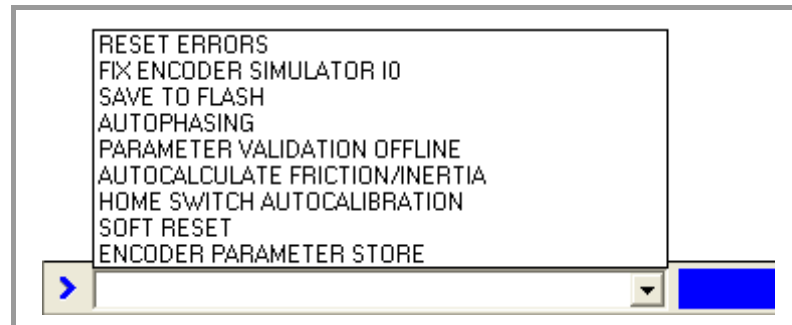 RESET ERRORS
FIX ENCODER SIMULATOR I0
SAVE TO FLASH
AUTOPHASING
PARAMETER VALIDATION OFFLINE
AUTOCALCULATE FRICTION/INERTIA
HOME SWITCH AUTOCALIBRATION
SOFT RESET
ENCODER PARAMETER STORE